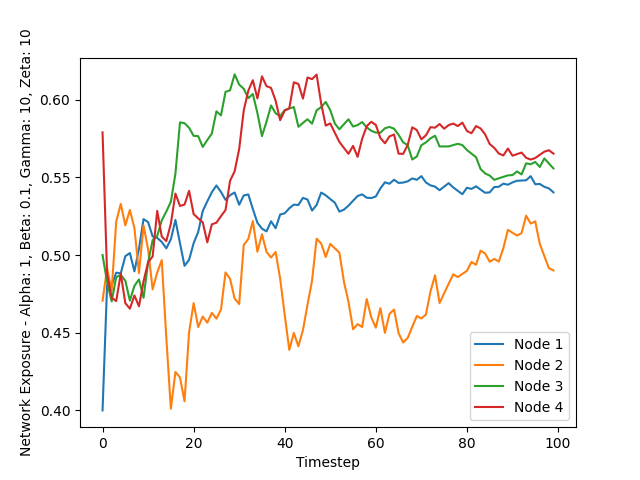 Network Exposure - Alpha: 1, Beta: 0.1, Gamma: 10, Zeta: 10
0.60
0.55
0.50
0.45
0.40
0
20
40
60
80
100
Timestep
Node 1
Node 2
Node 3
Node 4